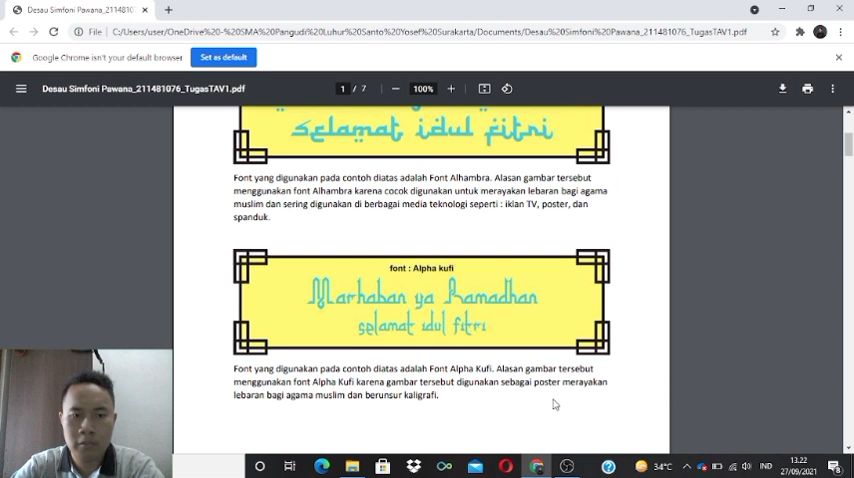 Desau Simfoni Pawana_21148107
File
C:/Users/user/OneDrive%20-%20SMA%20Pangudi%20Luhur%20Santo%20Yosef%20Surakarta/Documents/Desau%20Simfoni%20Pawana_211481076_TugasTAV1.pdf
Google Chrome isn't your default browser
Set as default
Desau Simfoni Pawana_211481076_TugasTAV1.pdf
1 / 7
100%
selamat idul fitri
Font yang digunakan pada contoh diatas adalah Font Alhambra. Alasan gambar tersebut
menggunakan font Alhambra karena cocok digunakan untuk merayakan lebaran bagi agama
muslim dan sering digunakan di berbagai media teknologi seperti : iklan TV, poster, dan
spanduk.
font : Alpha kufi
Marhaban ya Ramadhan
selamat idul fitri
Font yang digunakan pada contoh diatas adalah Font Alpha Kufi. Alasan gambar tersebut
menggunakan font Alpha Kufi karena gambar tersebut digunakan sebagai poster merayakan
lebaran bagi agama muslim dan berunsur kaligrafi.
34°C
IND
13.22
27/09/2021
8